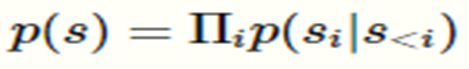 p(s) = Π_i p(s_i|s_{<i})